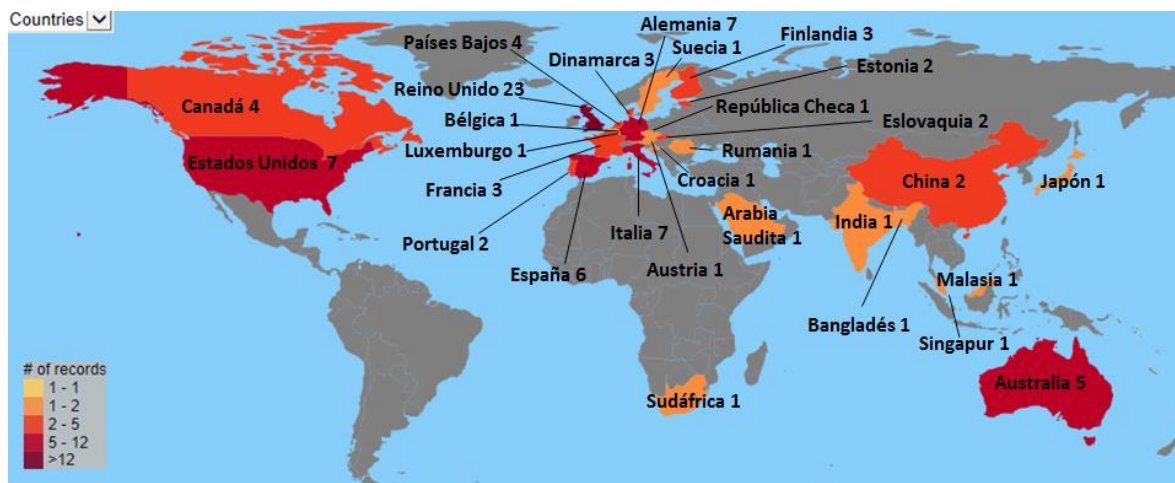 Countries
Alemania 7
Finlandia 3
Países Bajos 4
Suecia 1
Dinamarca 3
Estonia 2
Reino Unido 23
Canadá 4
República Checa 1
Bélgica 1
Eslovaquia 2
Luxemburgo 1
Rumania 1
Estados Unidos 7
Francia 3
Croacia 1
China 2
Japón 1
Portugal 2
Italia 7
Arabia
Saudita 1
India 1
España 6
Austria 1
Malasia 1
Bangladés 1
Singapur 1
Australia 5
Sudáfrica 1
# of records
1 - 1
1 - 2
2 - 5
5 - 12
>12